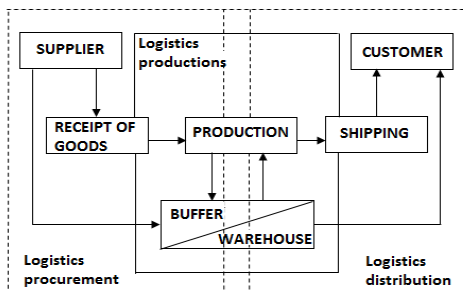 SUPPLIER
Logistics
productions
CUSTOMER
RECEIPT OF
GOODS
PRODUCTION
SHIPPING
BUFFER
WAREHOUSE
Logistics
procurement
Logistics
distribution